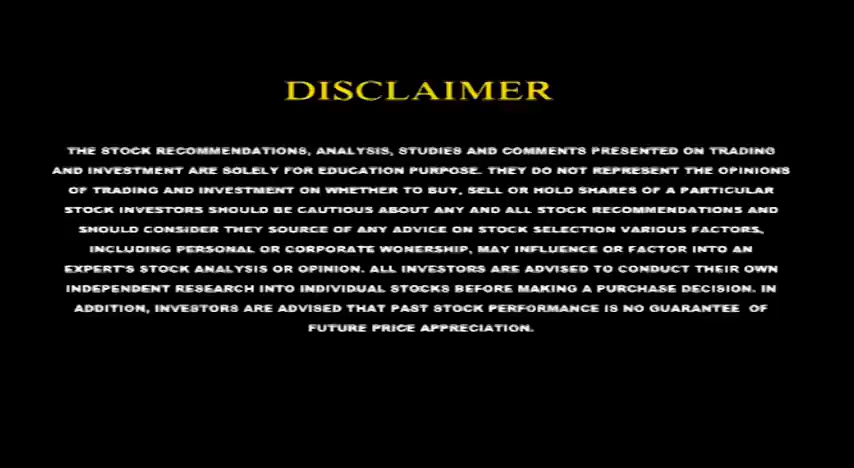 DISCLAIMER
THE STOCK RECOMMENDATIONS, ANALYSIS, STUDIES AND COMMENTS PRESENTED ON TRADING
AND INVESTMENT ARE SOLELY FOR EDUCATION PURPOSE. THEY DO NOT REPRESENT THE OPINIONS
OF TRADING AND INVESTMENT ON WHETHER TO BUY, SELL OR HOLD SHARES OF A PARTICULAR
STOCK INVESTORS SHOULD BE CAUTIOUS ABOUT ANY AND ALL STOCK RECOMMENDATIONS AND
SHOULD CONSIDER THEY SOURCE OF ANY ADVICE ON STOCK SELECTION VARIOUS FACTORS,
INCLUDING PERSONAL OR CORPORATE WONERSHIP, MAY INFLUENCE OR FACTOR INTO AN
EXPERT'S STOCK ANALYSIS OR OPINION. ALL INVESTORS ARE ADVISED TO CONDUCT THEIR OWN
INDEPENDENT RESEARCH INTO INDIVIDUAL STOCKS BEFORE MAKING A PURCHASE DECISION. IN
ADDITION, INVESTORS ARE ADVISED THAT PAST STOCK PERFORMANCE IS NO GUARANTEE OF
FUTURE PRICE APPRECIATION.